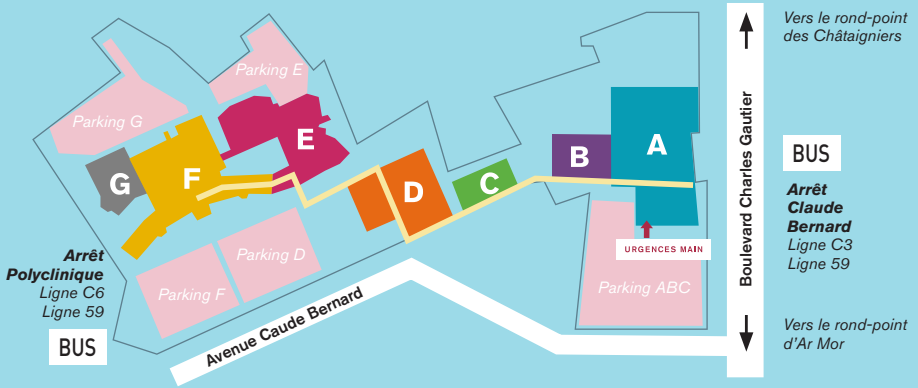 Vers le rond-point
des Châtaigniers
Parking E
Parking G
E
A
B
F
G
D
C
BUS
Boulevard Charles Gautier
Arrêt
Claude
Bernard
Ligne C3
Ligne 59
URGENCES MAIN
Arrêt
Polyclinique
Ligne C6
Ligne 59
BUS
Parking D
Parking F
Parking ABC
Avenue Caude Bernard
Vers le rond-point
d'Ar Mor